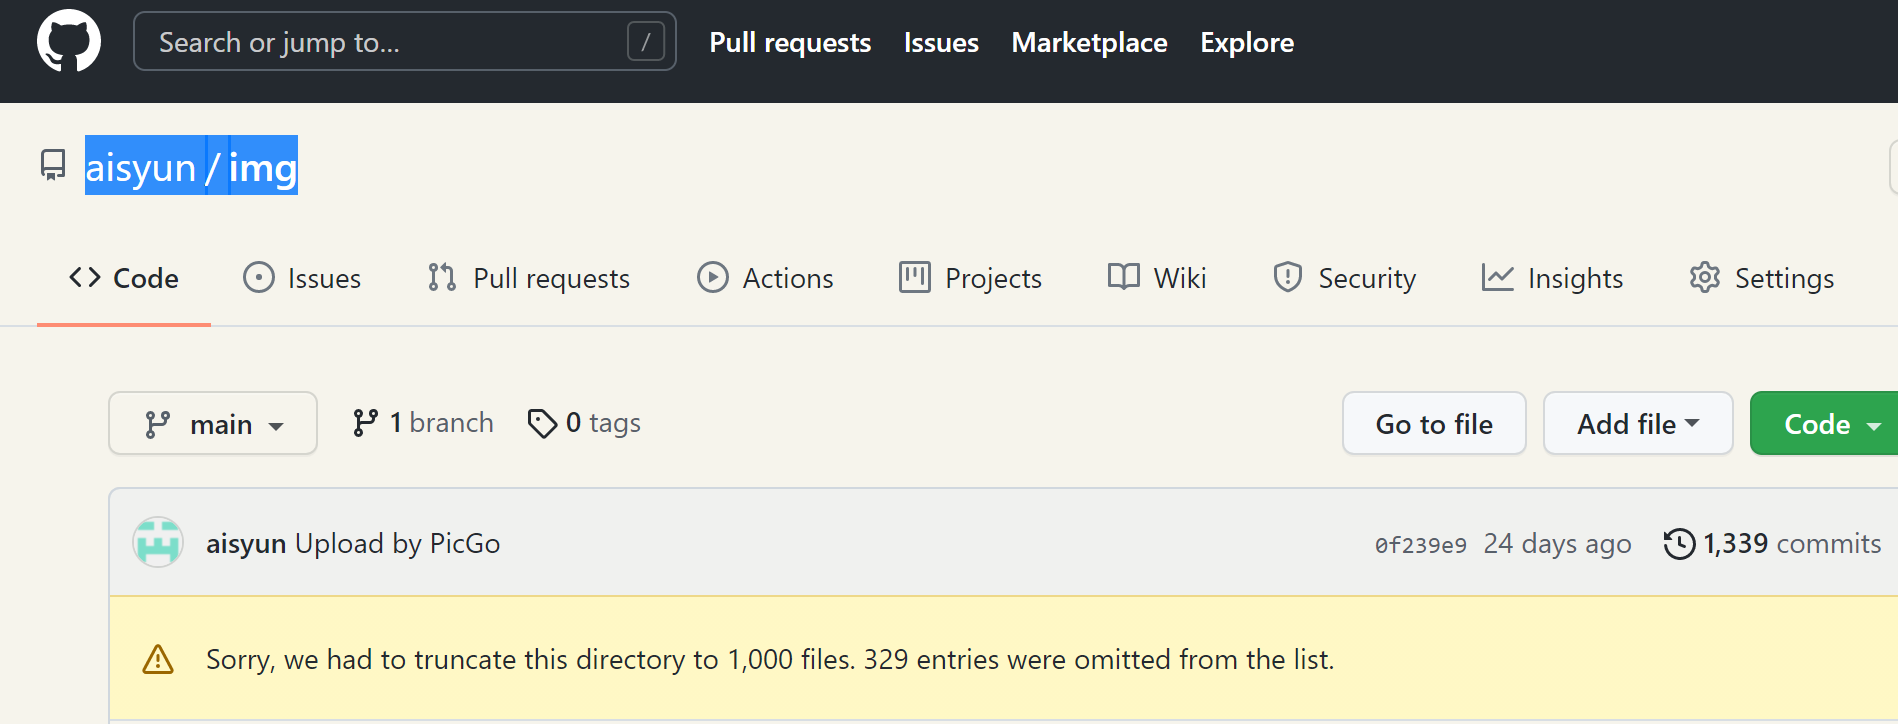 Search or jump to... / Pull requests Issues Marketplace Explore
aisyun / img
Code Issues Pull requests Actions Projects Wiki Security Insights Settings
main 1 branch 0 tags Go to file Add file Code
aisyun Upload by PicGo 0f239e9 24 days ago 1,339 commits
Sorry, we had to truncate this directory to 1,000 files. 329 entries were omitted from the list.